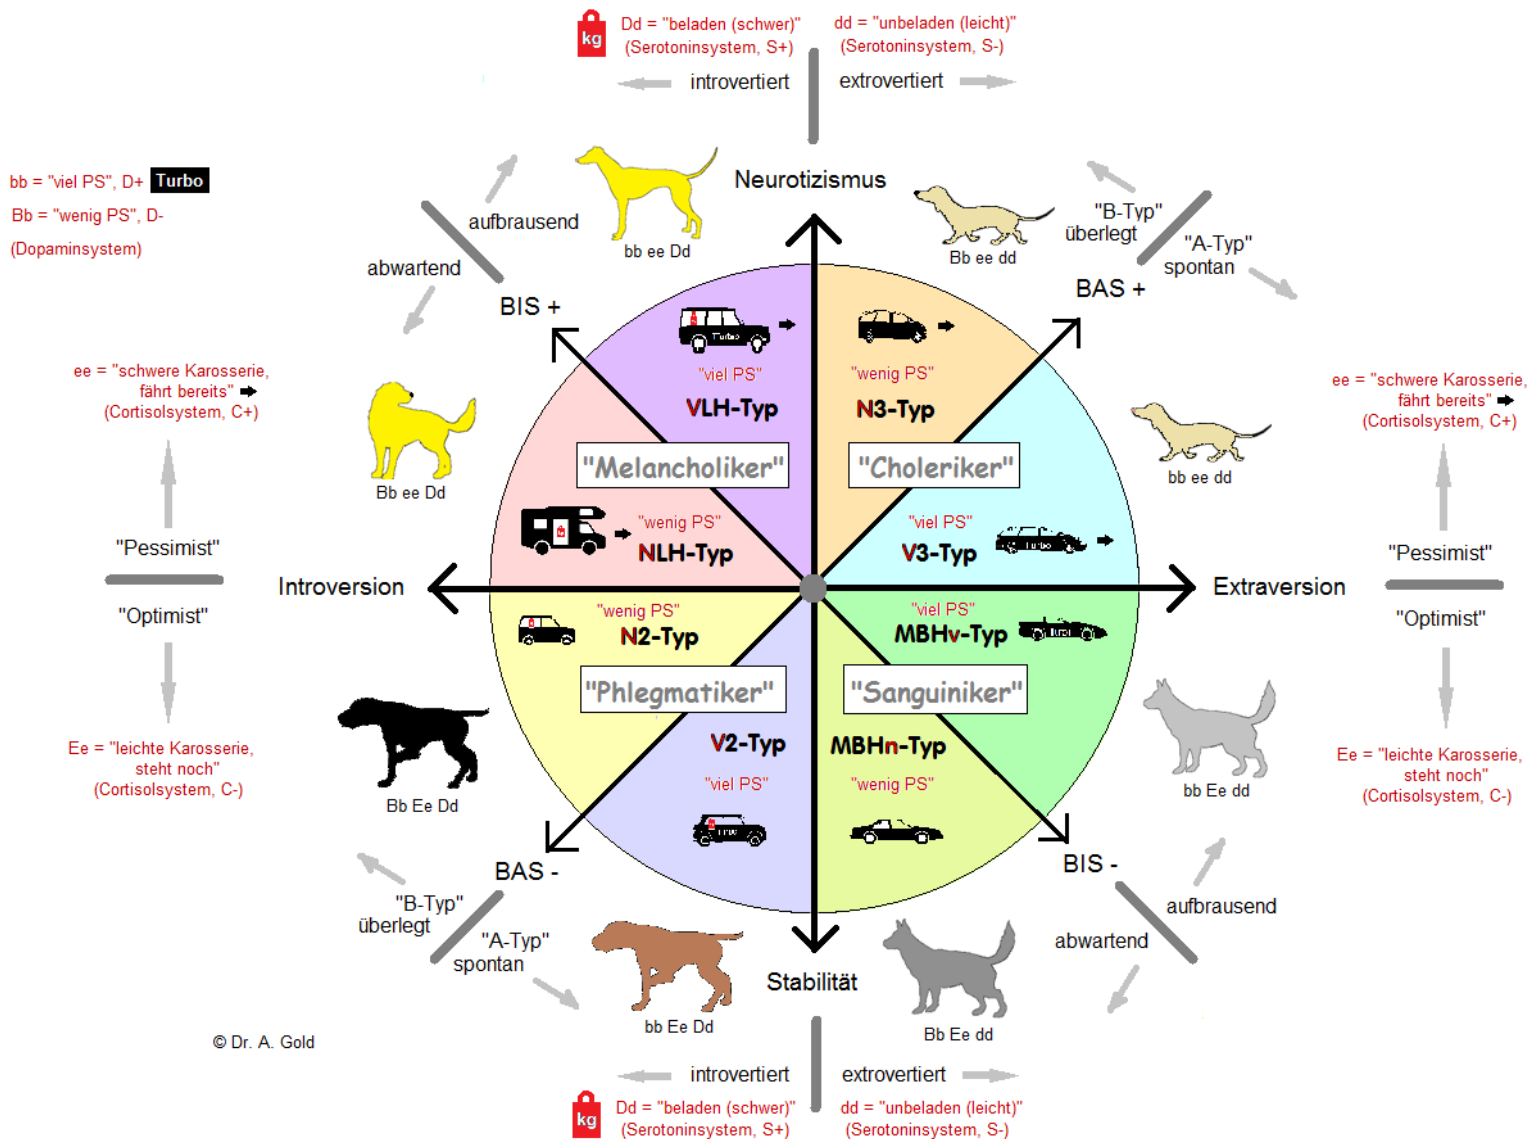 Dd = "beladen (schwer)"
(Serotoninsystem, S+)
dd = "unbeladen (leicht)"
(Serotoninsystem, S-)
kg
introvertiert
extrovertiert
bb = "viel PS", D+ Turbo
Bb = "wenig PS", D-
(Dopaminsystem)
aufbrausend
abwartend
BIS +
bb ee Dd
Neurotizismus
Bb ee dd
"B-Typ"
überlegt
"A-Typ"
spontan
BAS +
ee = "schwere Karosserie,
fährt bereits"
(Cortisolsystem, C+)
Bb ee Dd
Turbo
"viel PS"
VLH-Typ
"wenig PS"
N3-Typ
ee = "schwere Karosserie,
fährt bereits"
(Cortisolsystem, C+)
bb ee dd
"Melancholiker"
"Choleriker"
"wenig PS"
NLH-Typ
"viel PS"
V3-Typ
Turbo
"Pessimist"
"Optimist"
Introversion
Extraversion
"Pessimist"
"Optimist"
"wenig PS"
N2-Typ
"viel PS"
MBHv-Typ
Turbo
"Phlegmatiker"
"Sanguiniker"
V2-Typ
"viel PS"
Turbo
MBHn-Typ
"wenig PS"
Ee = "leichte Karosserie,
steht noch"
(Cortisolsystem, C-)
Bb Ee Dd
bb Ee dd
Ee = "leichte Karosserie,
steht noch"
(Cortisolsystem, C-)
BAS -
"B-Typ"
überlegt
"A-Typ"
spontan
BIS -
aufbrausend
abwartend
bb Ee Dd
Stabilität
Bb Ee dd
© Dr. A. Gold
introvertiert
extrovertiert
kg
Dd = "beladen (schwer)"
(Serotoninsystem, S+)
dd = "unbeladen (leicht)"
(Serotoninsystem, S-)